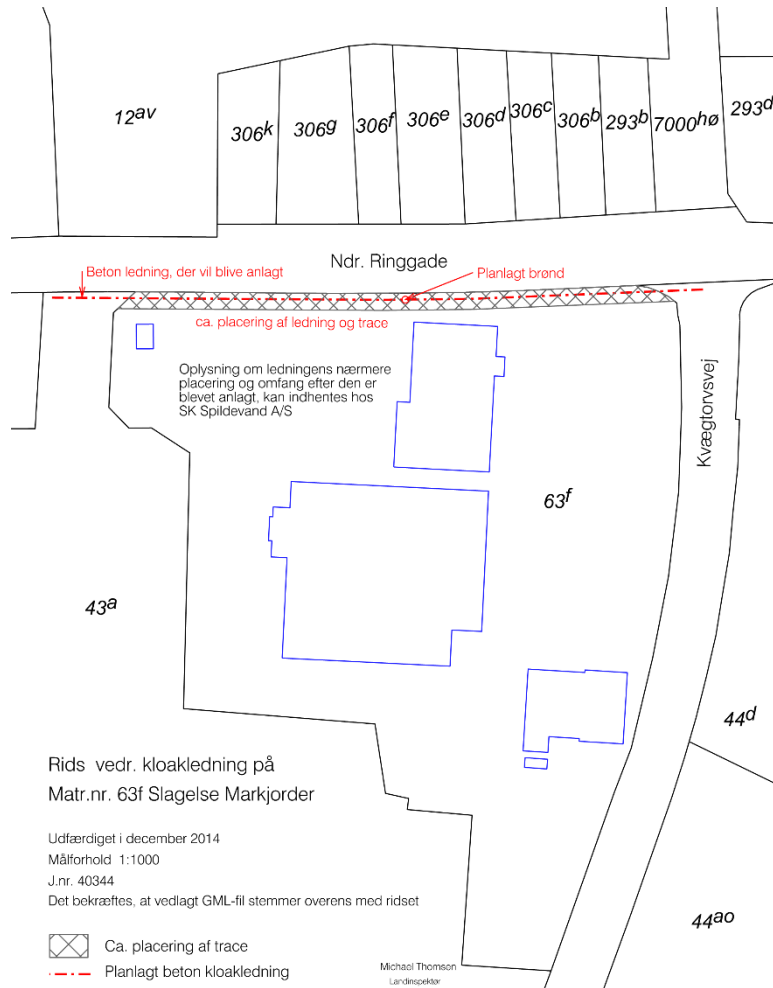 12av
306k
306g
306f
306e
306d
306c
306b
293b
7000hø
293d
Ndr. Ringgade
Beton ledning, der vil blive anlagt
Planlagt brønd
ca. placering af ledning og trace
Oplysning om ledningens nærmere
placering og omfang efter den er
blevet anlagt, kan indhentes hos
SK Spildevand A/S
Kvægtorvsvej
63f
43a
44d
Rids vedr. kloakledning på
Matr.nr. 63f Slagelse Markjorder
Udfærdiget i december 2014
Målforhold 1:1000
J.nr. 40344
Det bekræftes, at vedlagt GML-fil stemmer overens med ridset
44ao
Ca. placering af trace
Planlagt beton kloakledning
Michael Thomson
Landinspektør